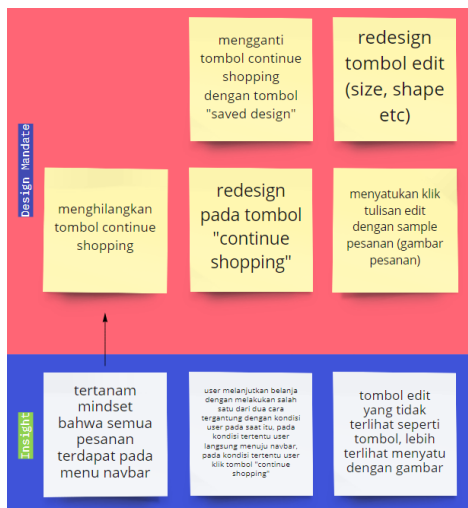 mengganti
tombol continue
shopping
dengan tombol
"saved design"
redesign
tombol edit
(size, shape
etc)
Design Mandate
menghilangkan
tombol continue
shopping
redesign
pada tombol
"continue
shopping"
menyatukan klik
tulisan edit
dengan sample
pesanan (gambar
pesanan)
Insight
tertanam
mindset
bahwa semua
pesanan
terdapat pada
menu navbar
user melanjutkan belanja
dengan melakukan salah
satu dari dua cara
tergantung dengan kondisi
user pada saat itu, pada
kondisi tertentu user
langsung menuju navbar,
pada kondisi tertentu user
klik tombol "continue
shopping"
tombol edit
yang tidak
terlihat seperti
tombol, lebih
terlihat menyatu
dengan gambar